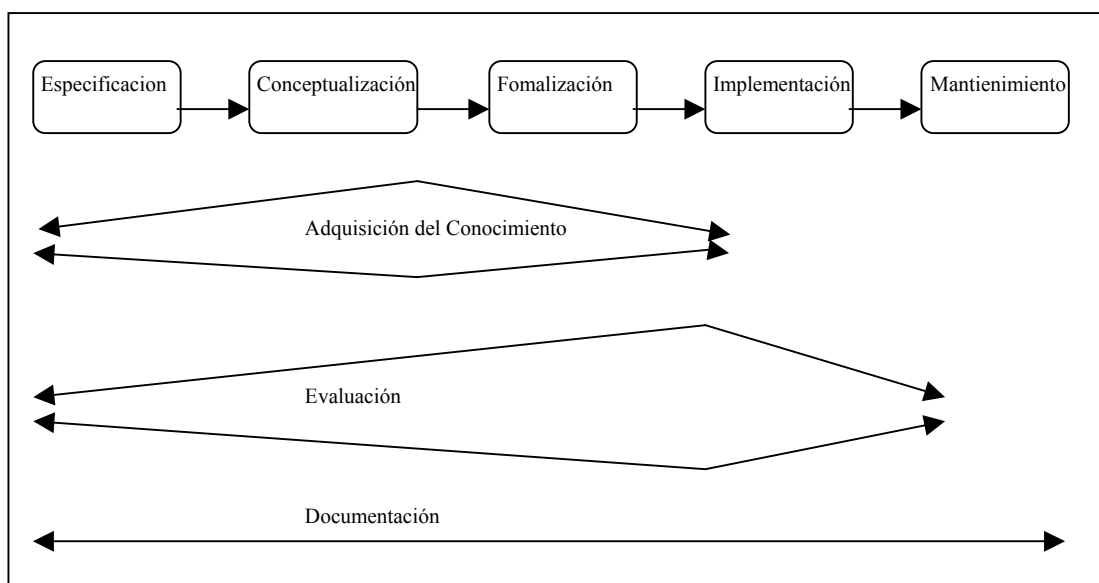 Especificacion
Conceptualización
Fomalización
Implementación
Mantienimiento
Adquisición del Conocimiento
Evaluación
Documentación